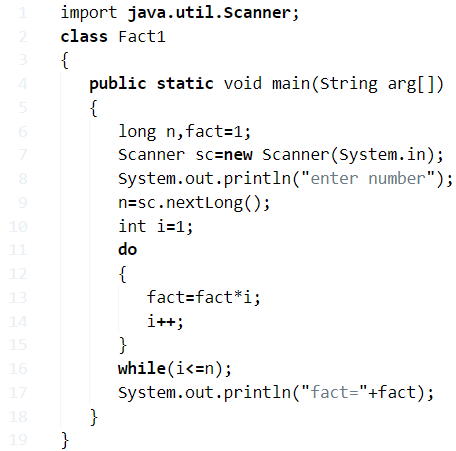 1 import java.util.Scanner;
2 class Fact1
3 {
4 public static void main(String arg[])
5 {
6 long n,fact=1;
7 Scanner sc=new Scanner(System.in);
8 System.out.println("enter number");
9 n=sc.nextLong();
10 int i=1;
11 do
12 {
13 fact=fact*i;
14 i++;
15 }
16 while(i<=n);
17 System.out.println("fact="+fact);
18 }
19 }